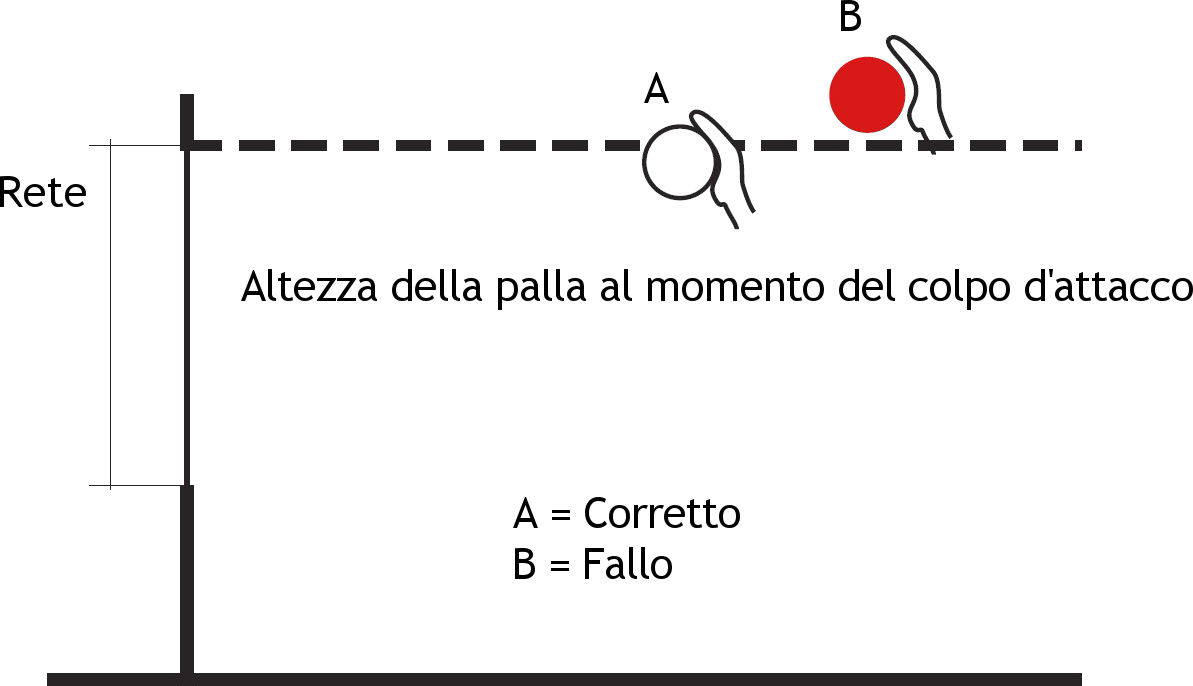 B
A
Rete
Altezza della palla al momento del colpo d'attacco
A = Corretto
B = Fallo